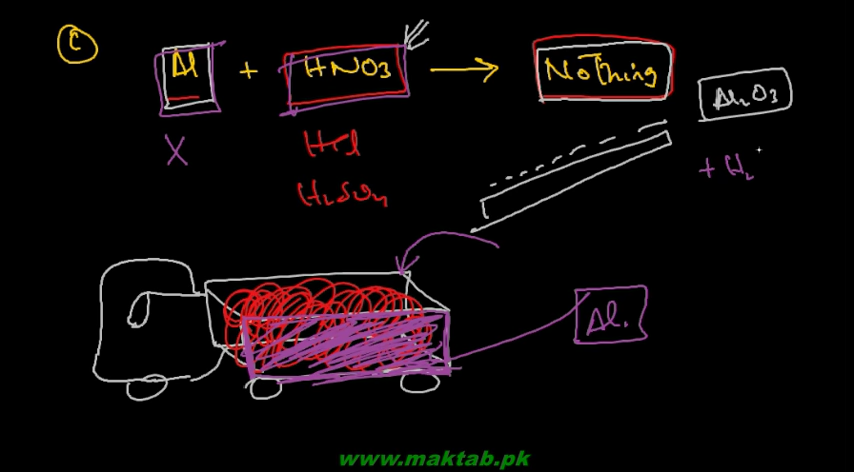 C
Al + HNO3 → Nothing
Al2O3
X HCl + H2
H2SO4
Al.
www.maktab.pk